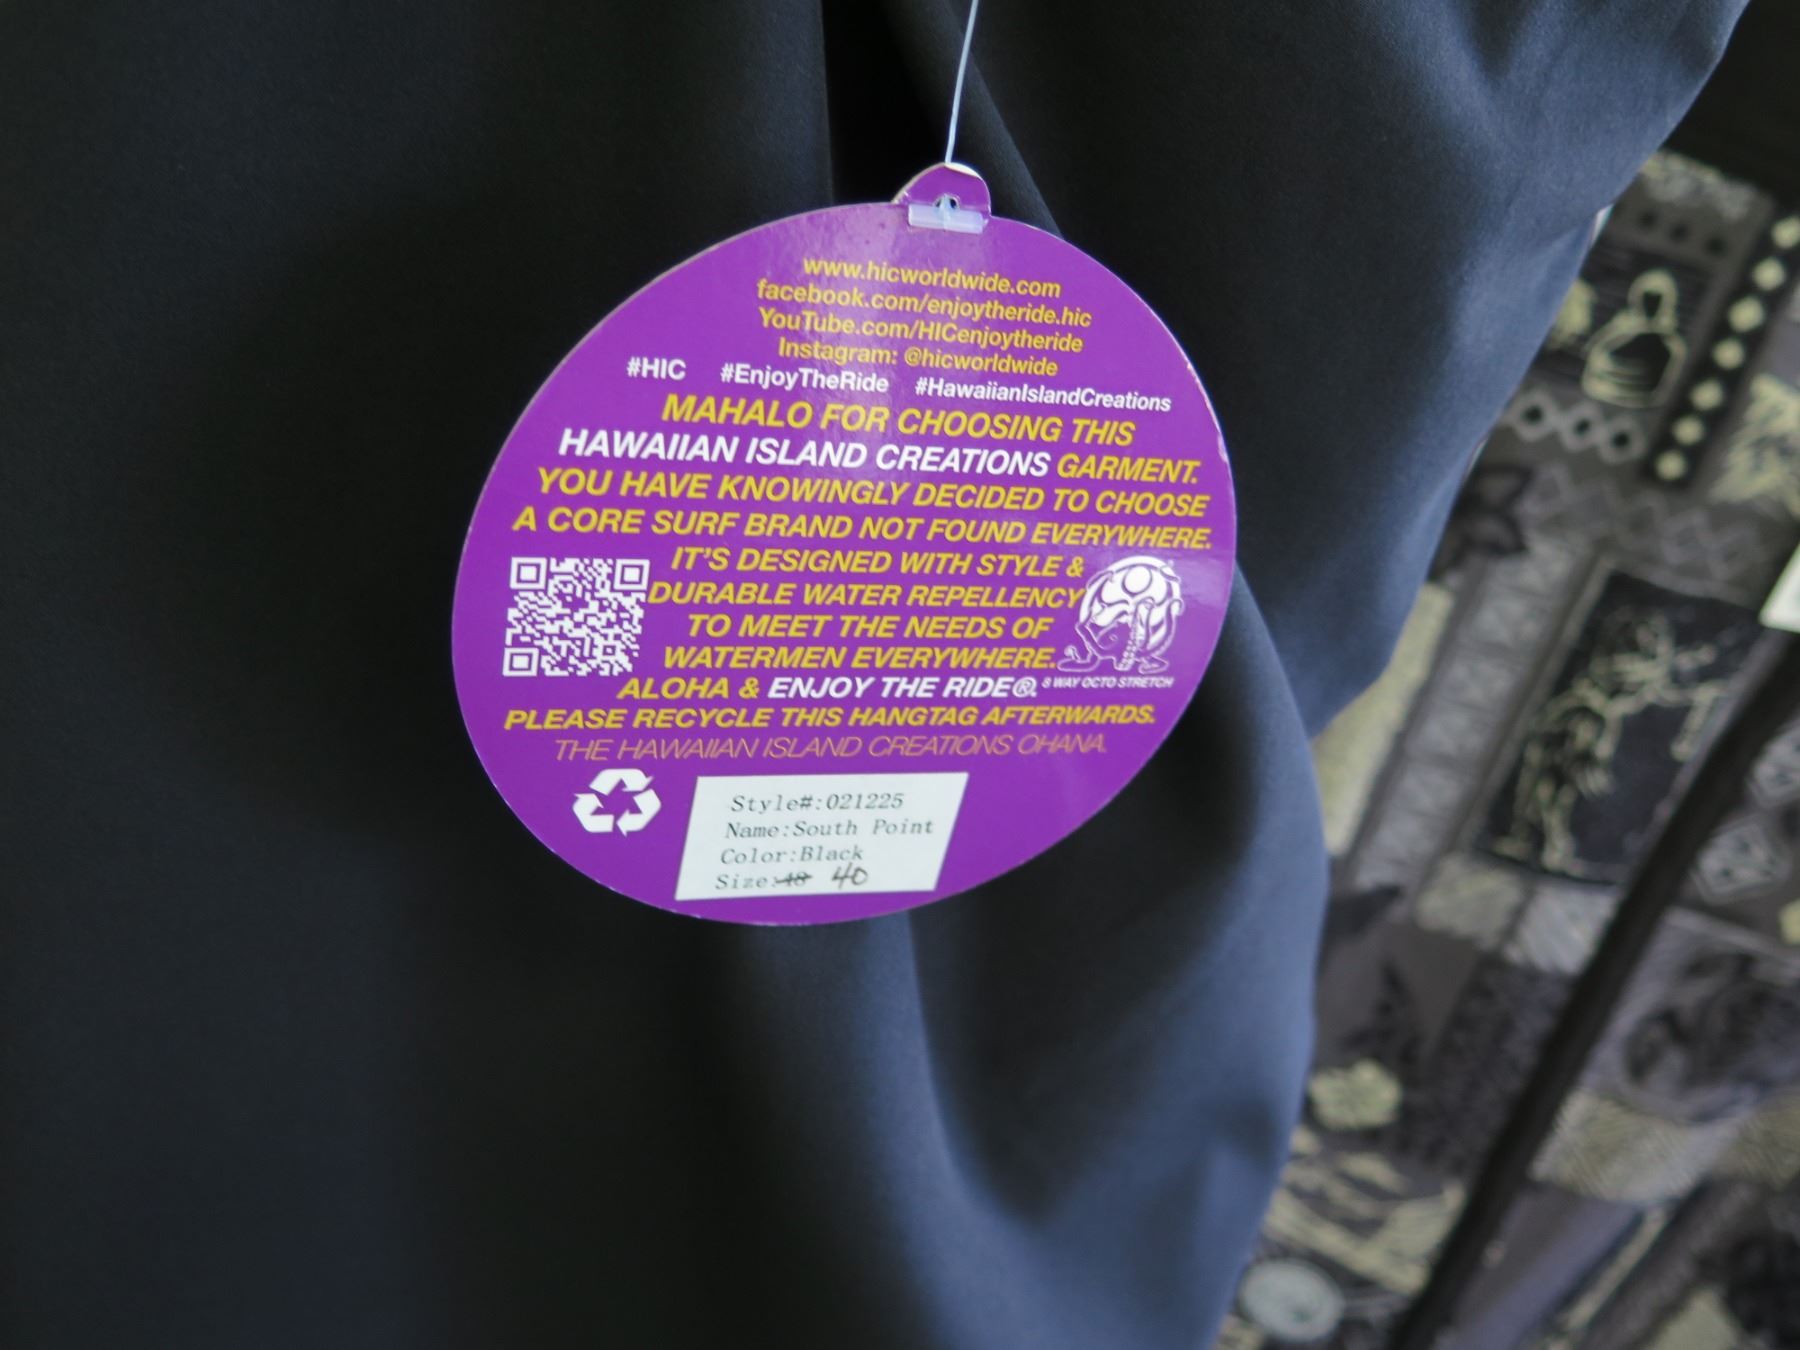 www.hicworldwide.com
facebook.com/enjoytheride.hic
YouTube.com/HICenjoytheride
Instagram: @hicworldwide
#HIC #EnjoyTheRide #HawaiianIslandCreations
MAHALO FOR CHOOSING THIS
HAWAIIAN ISLAND CREATIONS GARMENT.
YOU HAVE KNOWINGLY DECIDED TO CHOOSE
A CORE SURF BRAND NOT FOUND EVERYWHERE.
IT'S DESIGNED WITH STYLE &
DURABLE WATER REPELLENCY
TO MEET THE NEEDS OF
WATERMEN EVERYWHERE.
ALOHA & ENJOY THE RIDE®.
8 WAY OCTO STRETCH
PLEASE RECYCLE THIS HANGTAG AFTERWARDS.
THE HAWAIIAN ISLAND CREATIONS OHANA.
Style#:021225
Name:South Point
Color:Black
Size:48 40